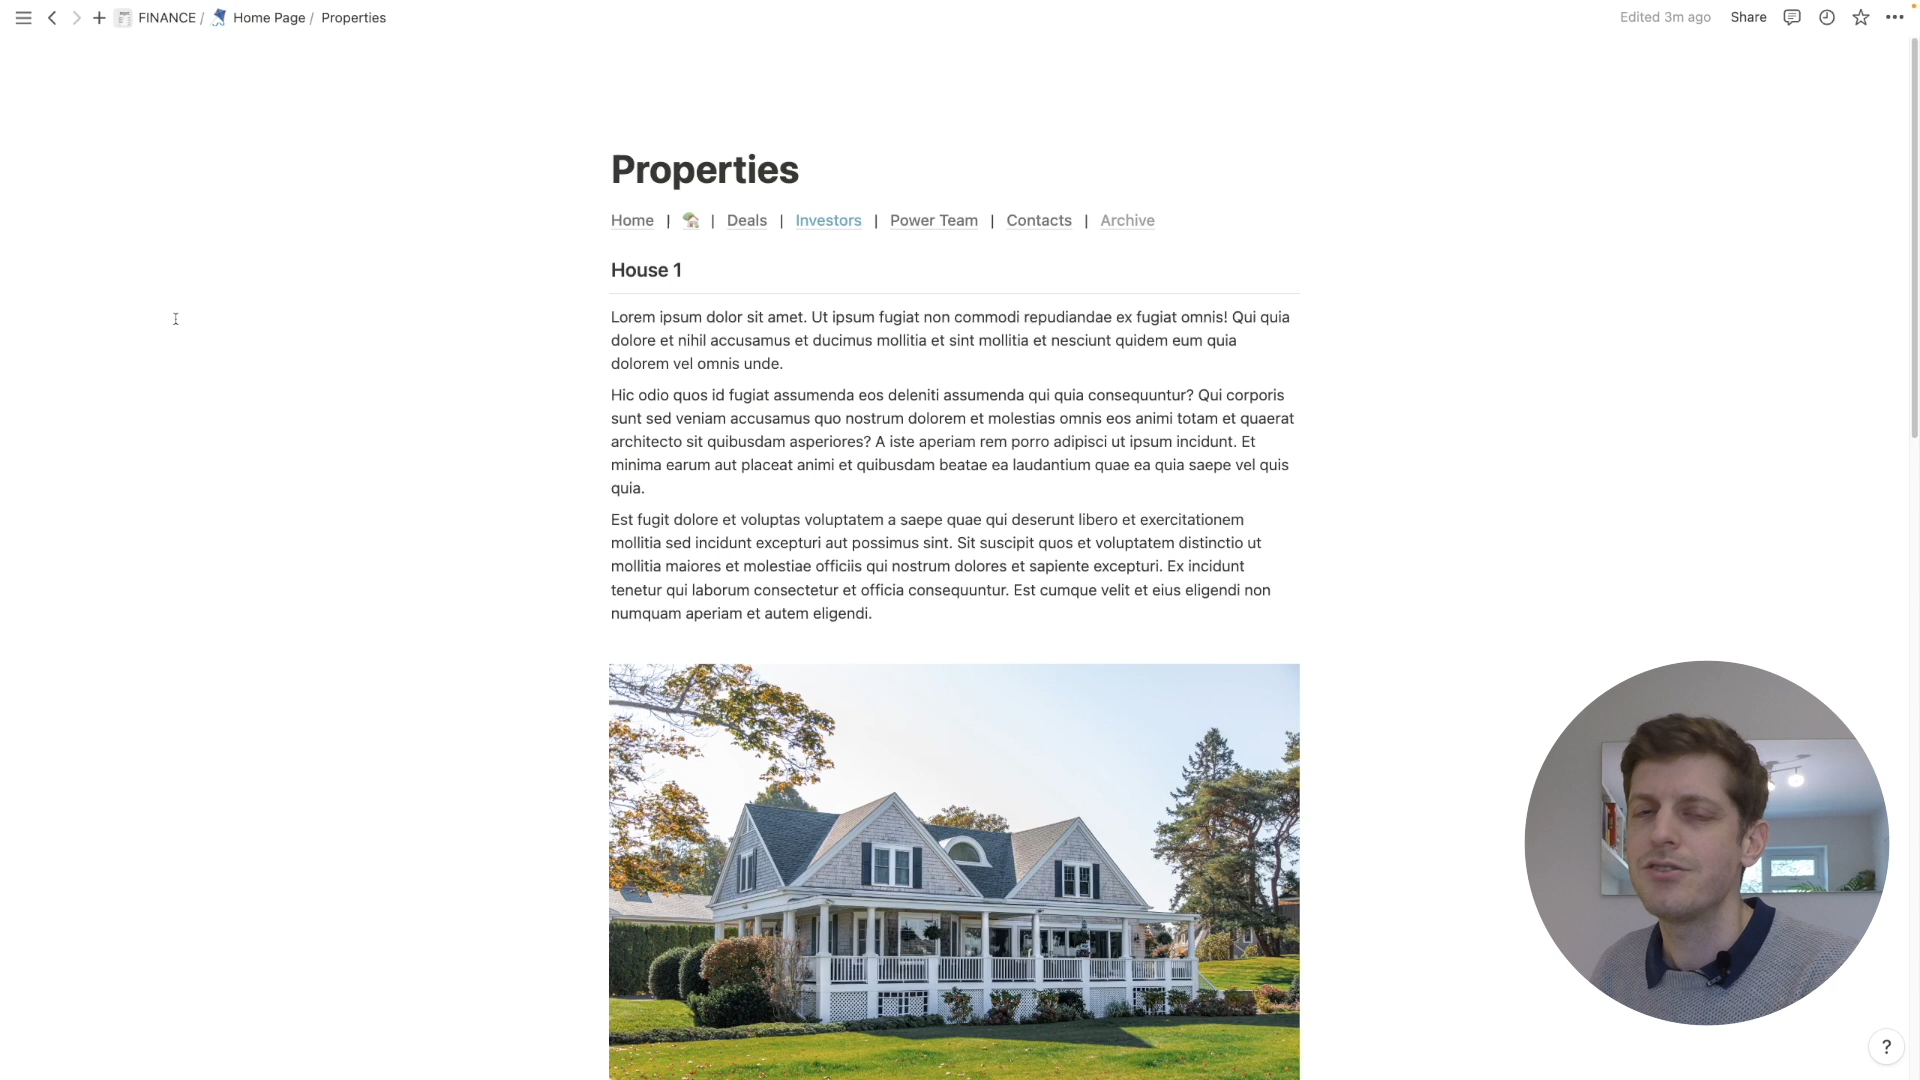 FINANCE / Home Page / Properties
Edited 3m ago Share
Properties
Home | | Deals | Investors | Power Team | Contacts | Archive
House 1
Lorem ipsum dolor sit amet. Ut ipsum fugiat non commodi repudiandae ex fugiat omnis! Qui quia
dolore et nihil accusamus et ducimus mollitia et sint mollitia et nesciunt quidem eum quia
dolorem vel omnis unde.
Hic odio quos id fugiat assumenda eos deleniti assumenda qui quia consequuntur? Qui corporis
sunt sed veniam accusamus quo nostrum dolorem et molestias omnis eos animi totam et quaerat
architecto sit quibusdam asperiores? A iste aperiam rem porro adipisci ut ipsum incidunt. Et
minima earum aut placeat animi et quibusdam beatae ea laudantium quae ea quia saepe vel quis
quia.
Est fugit dolore et voluptas voluptatem a saepe quae qui deserunt libero et exercitationem
mollitia sed incidunt excepturi aut possimus sint. Sit suscipit quos et voluptatem distinctio ut
mollitia maiores et molestiae officiis qui nostrum dolores et sapiente excepturi. Ex incidunt
tenetur qui laborum consectetur et officia consequuntur. Est cumque velit et eius eligendi non
numquam aperiam et autem eligendi.
?